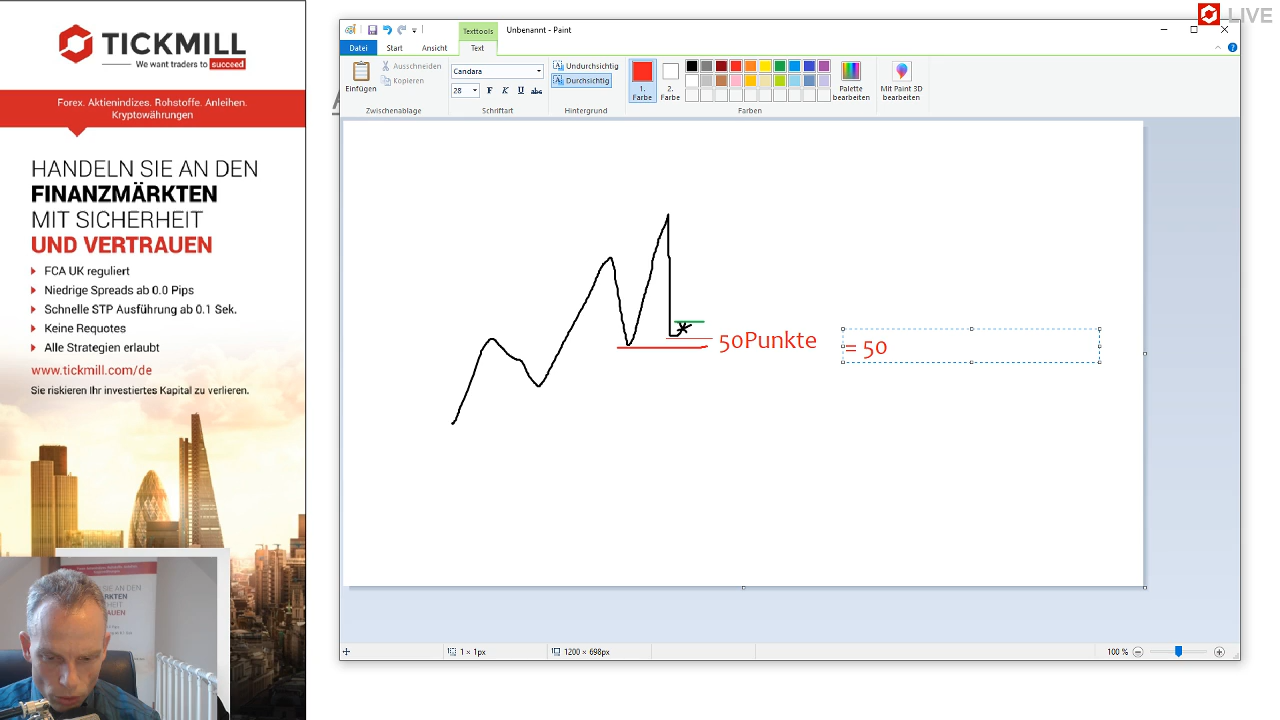 TICKMILL
We want traders to succeed
Forex. Aktienindizes. Rohstoffe. Anleihen.
Kryptowährungen
HANDELN SIE AN DEN
FINANZMÄRKTEN
MIT SICHERHEIT
UND VERTRAUEN
FCA UK reguliert
Niedrige Spreads ab 0.0 Pips
Schnelle STP Ausführung ab 0.1 Sek.
Keine Requotes
Alle Strategien erlaubt
www.tickmill.com/de
Sie riskieren Ihr investiertes Kapital zu verlieren.
LIVE
Texttools
Unbenannt - Paint
Datei Start Ansicht Text
Einfügen
Ausschneiden
Kopieren
Zwischenablage
Candara
28
F K U abc
Schriftart
Undurchsichtig
Durchsichtig
Hintergrund
1.
Farbe
2.
Farbe
Palette
bearbeiten
Farben
Mit Paint 3D
bearbeiten
50Punkte
= 50
1 × 1px
1200 × 698px
100 %